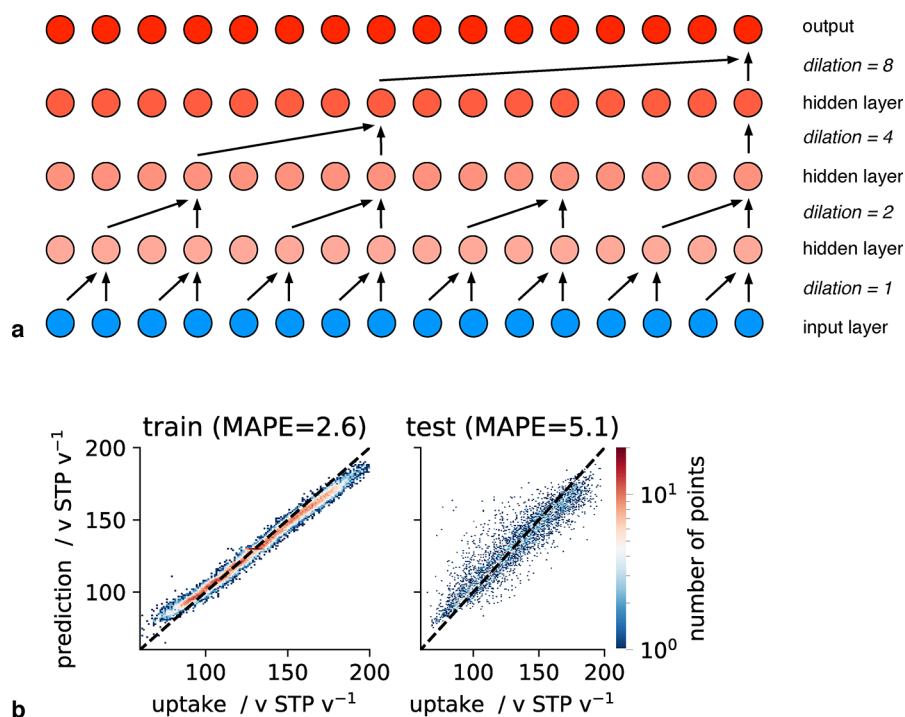 output
dilation = 8
hidden layer
dilation = 4
hidden layer
dilation = 2
hidden layer
dilation = 1
a
input layer
train (MAPE=2.6)
test (MAPE=5.1)
prediction / v STP v⁻¹
200
150
100
100
150
200
uptake / v STP v⁻¹
100
150
200
uptake / v STP v⁻¹
10¹
10⁰
number of points
b